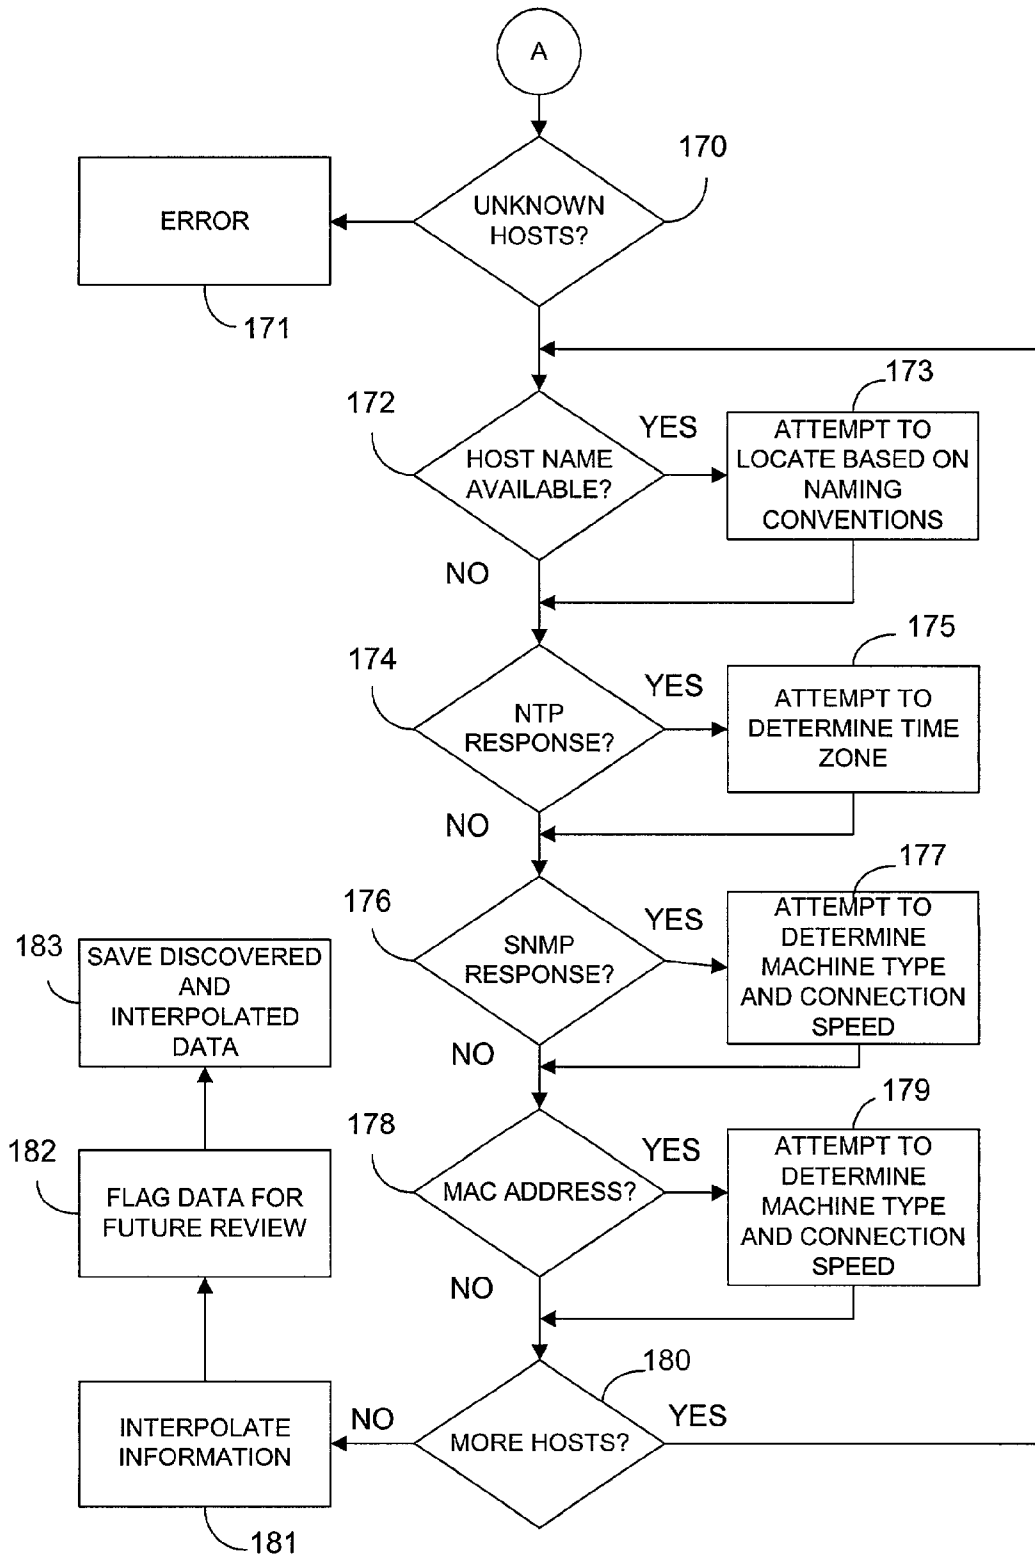 A
170
UNKNOWN
HOSTS?
ERROR
171
172
HOST NAME
AVAILABLE?
YES
173
ATTEMPT TO
LOCATE BASED ON
NAMING
CONVENTIONS
NO
174
NTP
RESPONSE?
YES
175
ATTEMPT TO
DETERMINE TIME
ZONE
NO
176
SNMP
RESPONSE?
YES
177
ATTEMPT TO
DETERMINE
MACHINE TYPE
AND CONNECTION
SPEED
NO
178
MAC ADDRESS?
YES
179
ATTEMPT TO
DETERMINE
MACHINE TYPE
AND CONNECTION
SPEED
NO
180
MORE HOSTS?
YES
NO
INTERPOLATE
INFORMATION
181
182
FLAG DATA FOR
FUTURE REVIEW
183
SAVE DISCOVERED
AND
INTERPOLATED
DATA